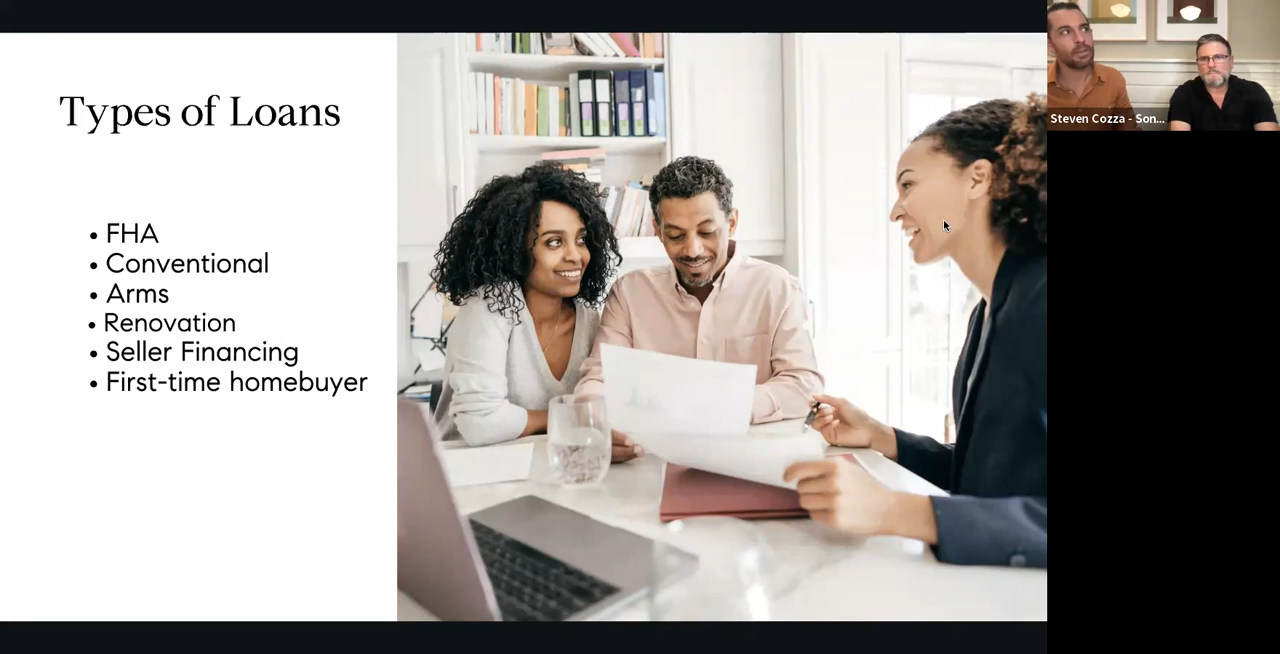 Types of Loans
• FHA
• Conventional
• Arms
• Renovation
• Seller Financing
• First-time homebuyer
Steven Cozza - Son...